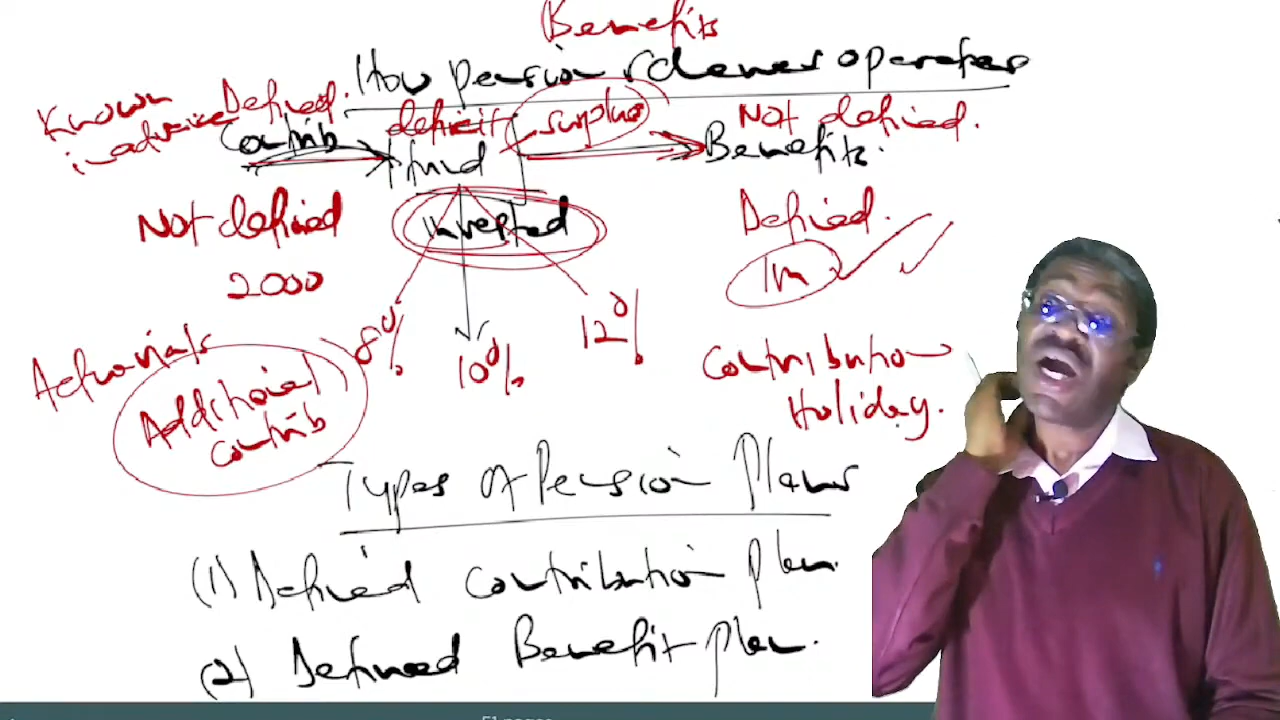 Benefits
How pension schemes operates
Known in advance
Defined.
deficit
surplus
Not defined.
Contrib
Fund
Benefits.
Not defined
invested
Defined.
2000
1m
8%
10%
12%
Actuarials
Additional contrib
Contribution Holiday.
Types of Pension Plans
(1) Defined contribution plan.
(2) Defined Benefit plan.